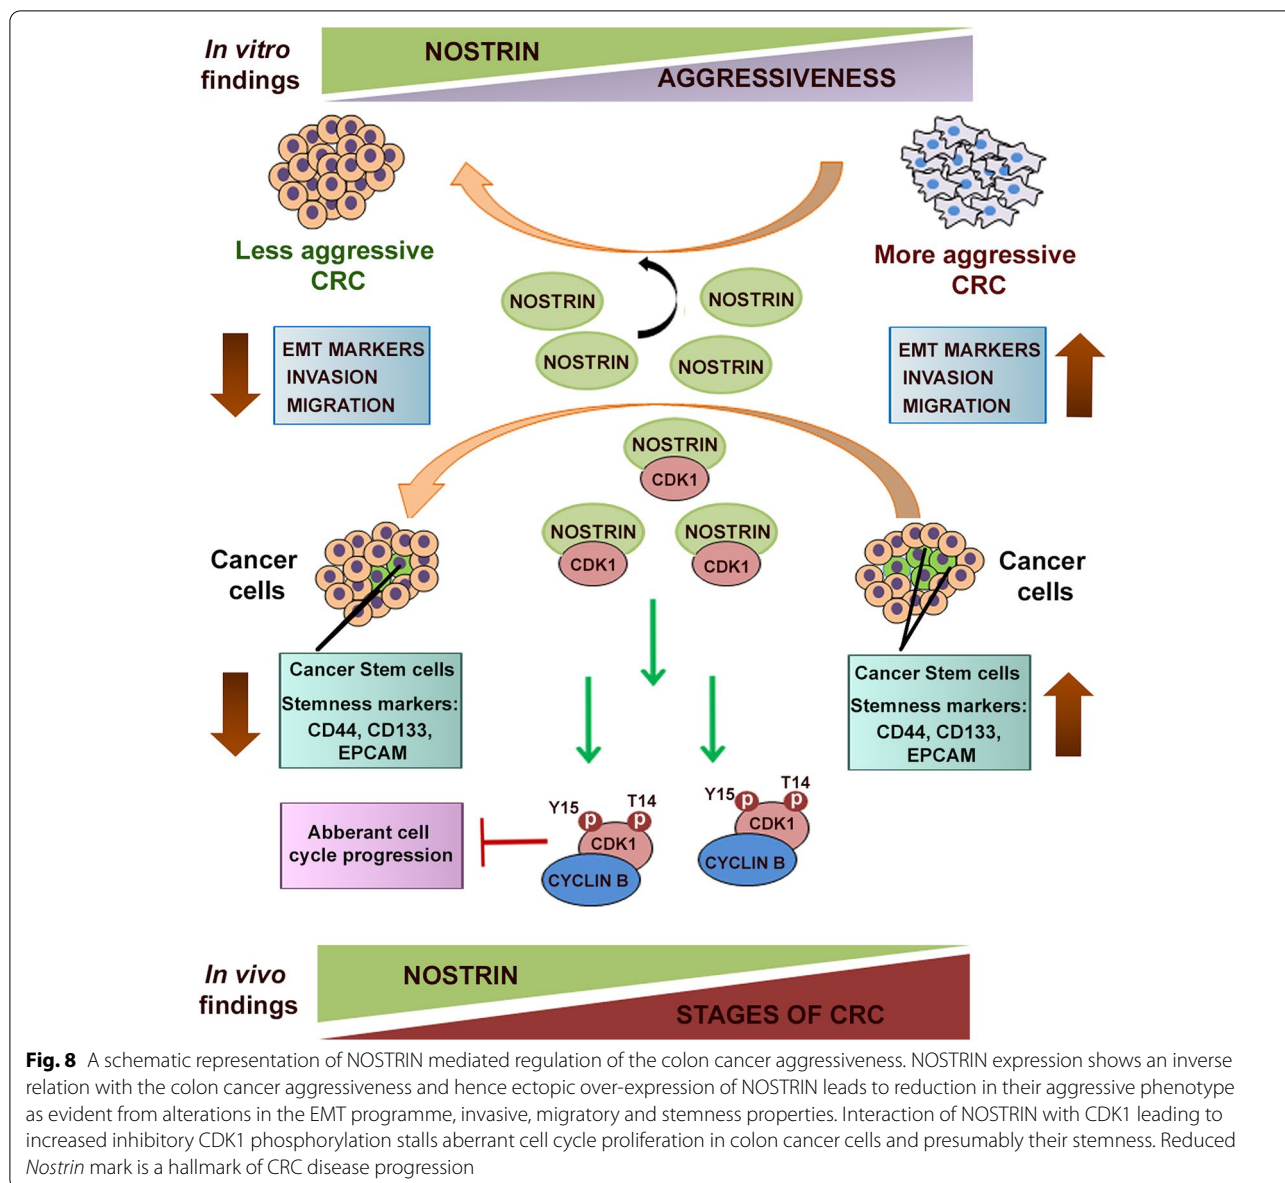 In vitro
findings
NOSTRIN
AGGRESSIVENESS
Less aggressive
CRC
More aggressive
CRC
NOSTRIN
NOSTRIN
NOSTRIN
NOSTRIN
EMT MARKERS
INVASION
MIGRATION
EMT MARKERS
INVASION
MIGRATION
NOSTRIN
CDK1
NOSTRIN
CDK1
NOSTRIN
CDK1
Cancer
cells
Cancer
cells
Cancer Stem cells
Stemness markers:
CD44, CD133,
EPCAM
Cancer Stem cells
Stemness markers:
CD44, CD133,
EPCAM
Abberant cell
cycle progression
Y15
T14
p
p
CDK1
CYCLIN B
Y15
T14
p
p
CDK1
CYCLIN B
In vivo
findings
NOSTRIN
STAGES OF CRC
Fig. 8 A schematic representation of NOSTRIN mediated regulation of the colon cancer aggressiveness. NOSTRIN expression shows an inverse
relation with the colon cancer aggressiveness and hence ectopic over-expression of NOSTRIN leads to reduction in their aggressive phenotype
as evident from alterations in the EMT programme, invasive, migratory and stemness properties. Interaction of NOSTRIN with CDK1 leading to
increased inhibitory CDK1 phosphorylation stalls aberrant cell cycle proliferation in colon cancer cells and presumably their stemness. Reduced
Nostrin mark is a hallmark of CRC disease progression